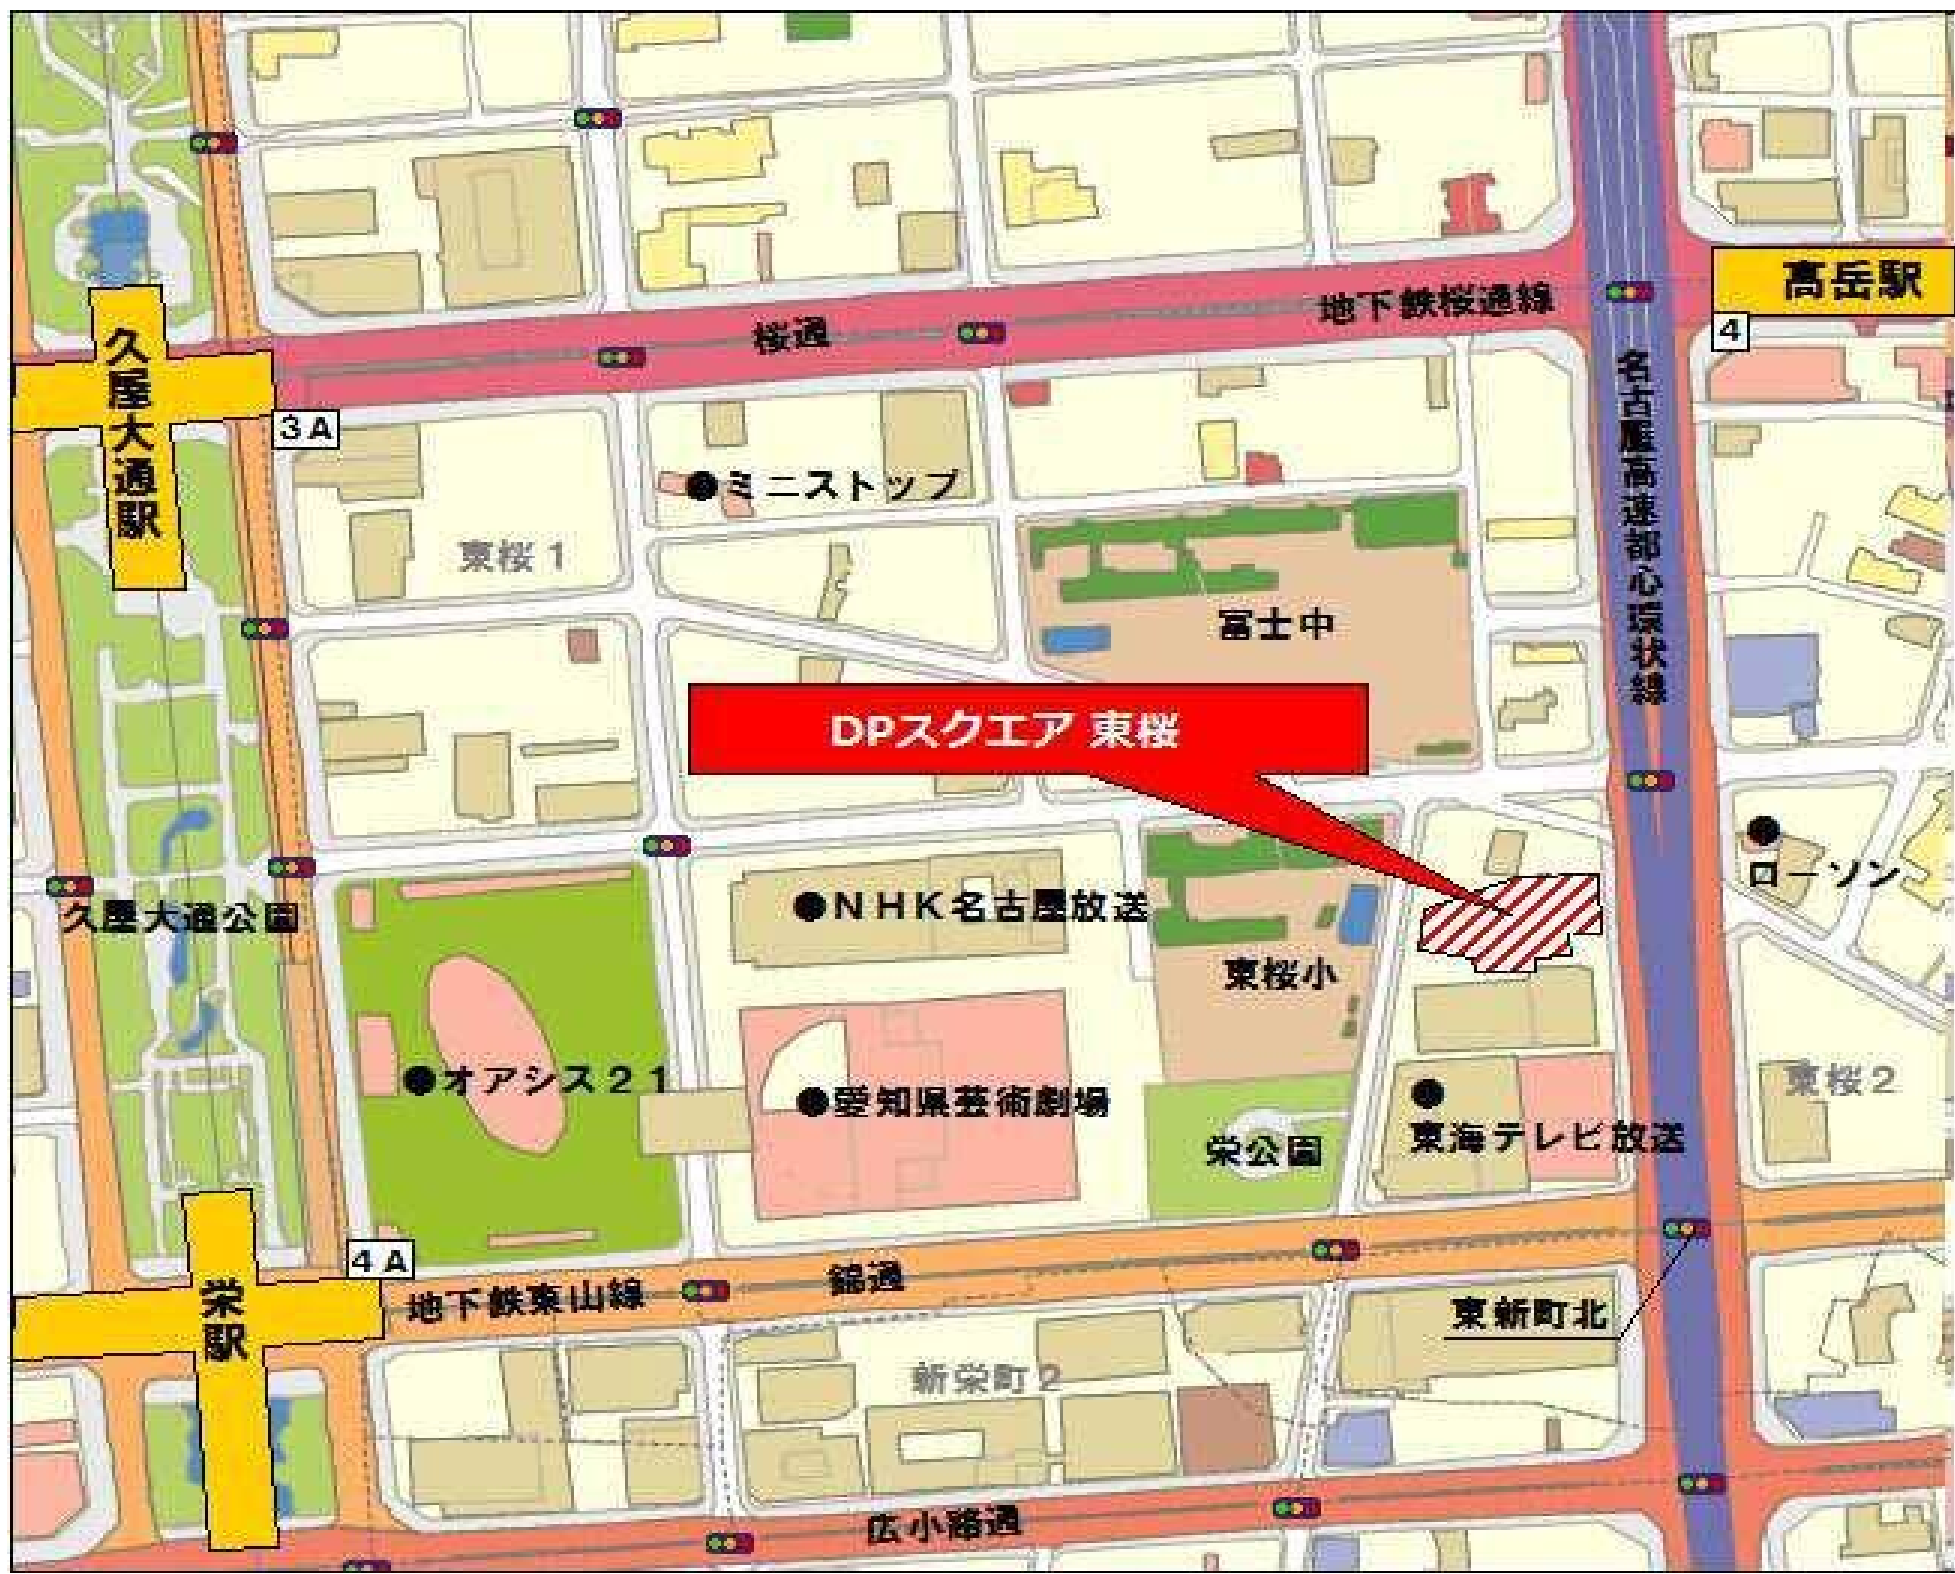 高岳駅
地下鉄桜通線
桜通
4
久屋大通駅
名古屋高速都心環状線
3A
ミニストップ
東桜1
冨士中
DPスクエア 東桜
ローソン
NHK名古屋放送
久屋大通公園
東桜小
オアシス21
愛知県芸術劇場
東桜2
東海テレビ放送
栄公園
4A
錦通
地下鉄東山線
栄駅
東新町北
新栄町2
広小路通